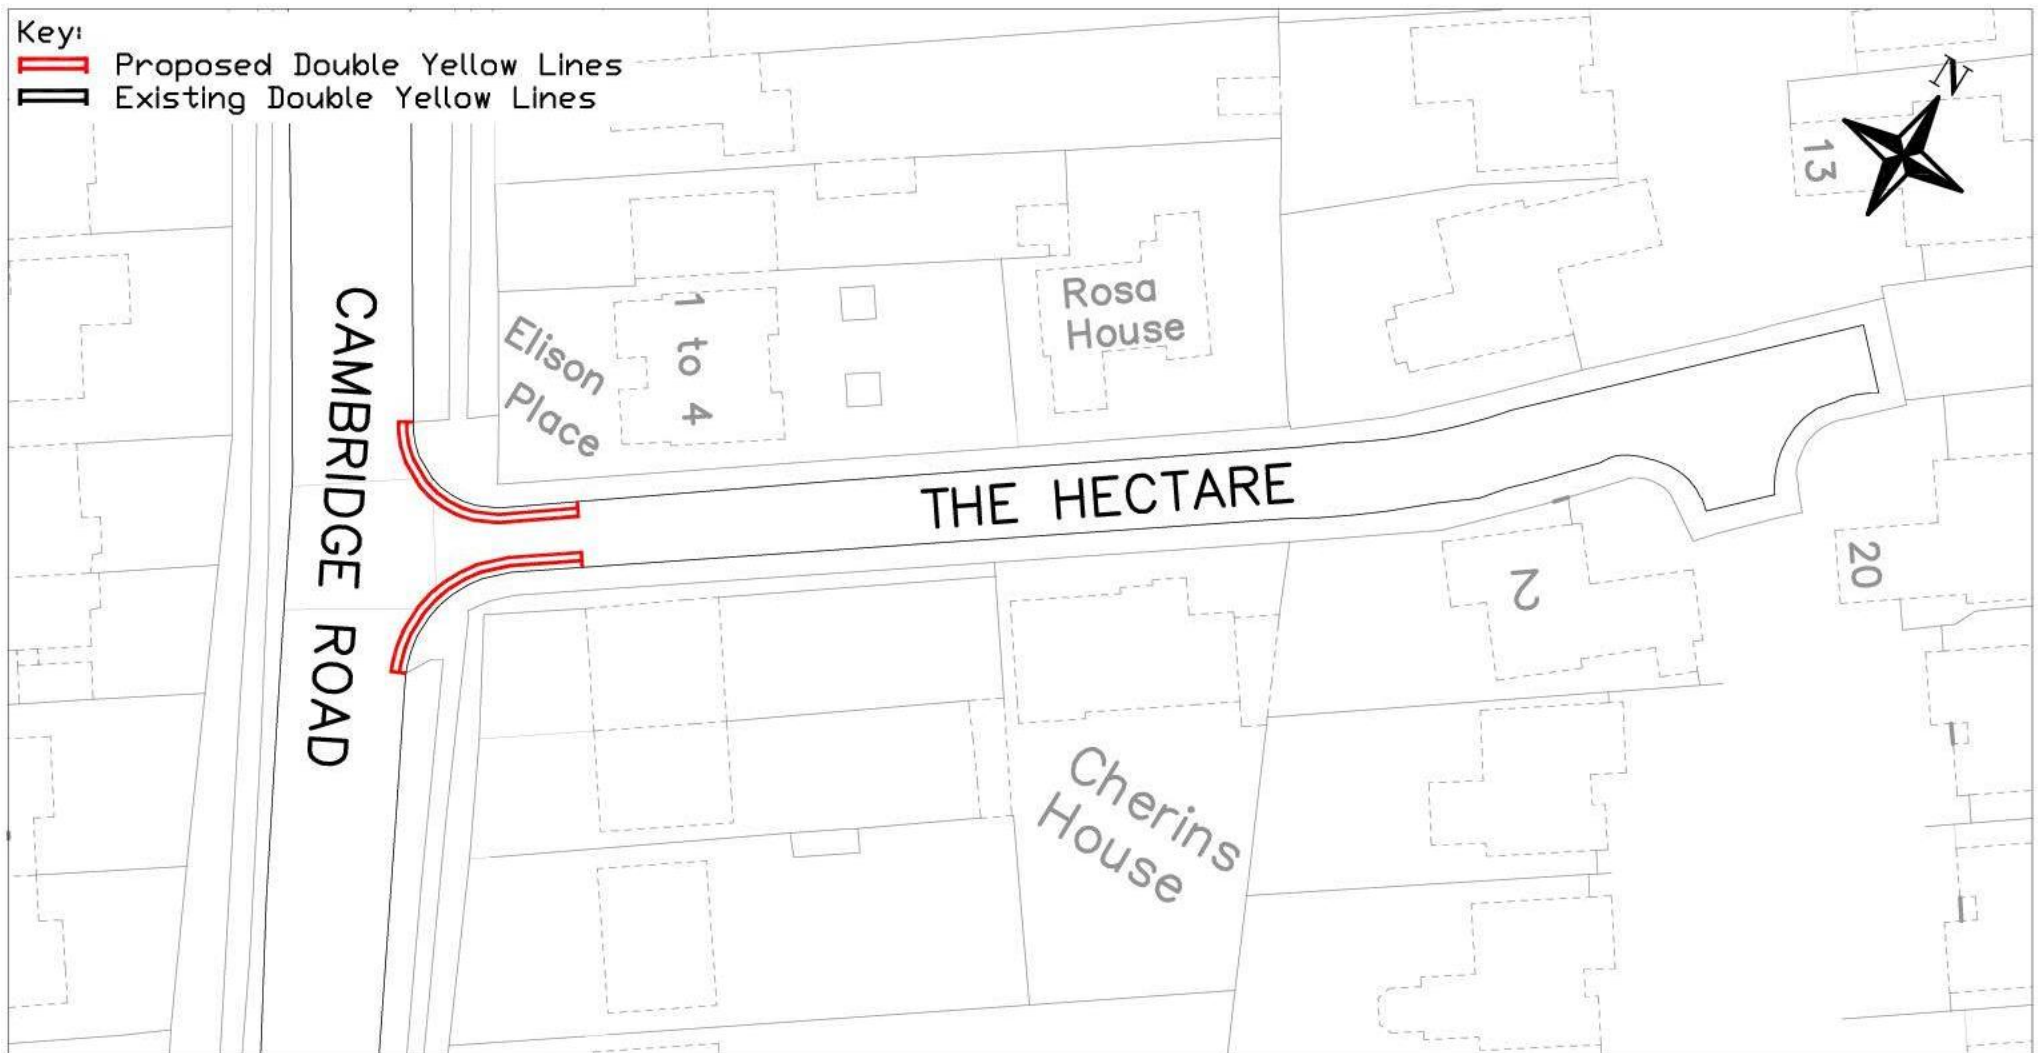 Key:
Proposed Double Yellow Lines
Existing Double Yellow Lines
N
13
CAMBRIDGE ROAD
Elison
Place
1 to 4
Rosa
House
THE HECTARE
2
20
Cherins
House